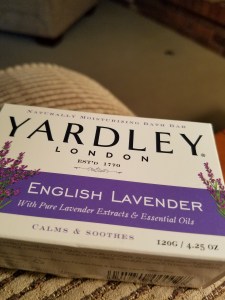 NATURALLY MOISTURIZING BATH BAR
YARDLEY
LONDON
EST'D 1770
ENGLISH LAVENDER
With Pure Lavender Extracts & Essential Oils
CALMS & SOOTHES
120G / 4.25 OZ